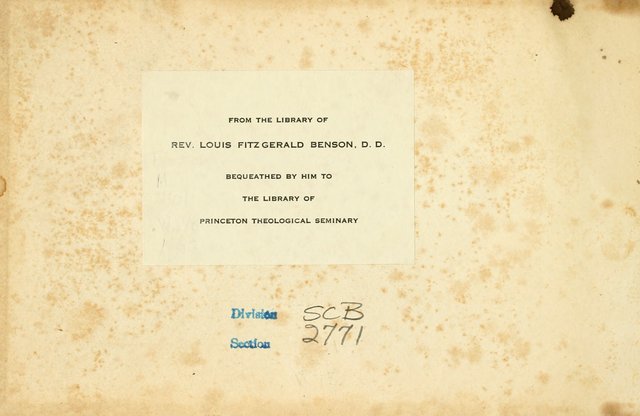 FROM THE LIBRARY OF
REV. LOUIS FITZGERALD BENSON, D. D.
BEQUEATHED BY HIM TO
THE LIBRARY OF
PRINCETON THEOLOGICAL SEMINARY
Division SCB
Section 2771